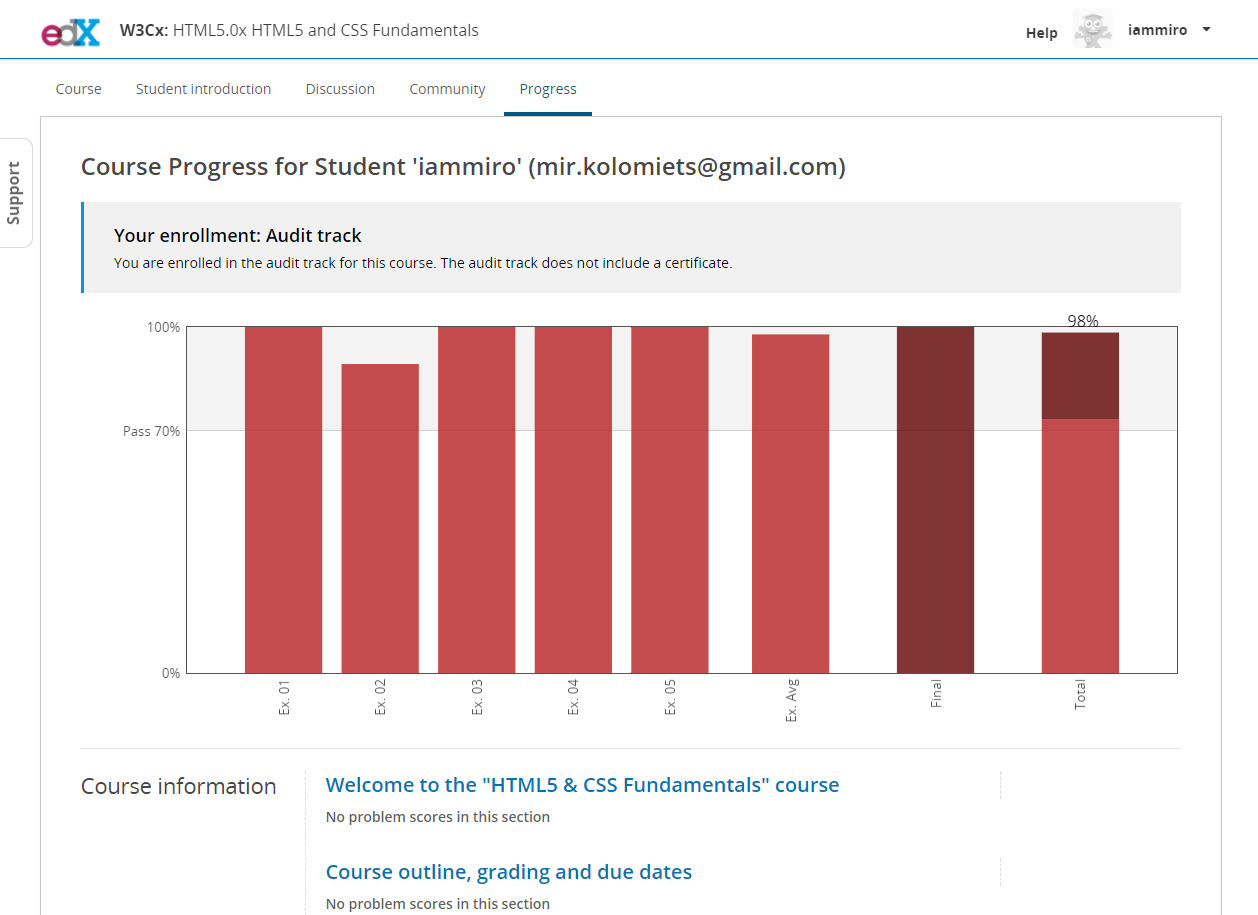 edX W3Cx: HTML5.0x HTML5 and CSS Fundamentals
Help iammiro
Course Student introduction Discussion Community Progress
Support
Course Progress for Student 'iammiro' (mir.kolomiets@gmail.com)
Your enrollment: Audit track
You are enrolled in the audit track for this course. The audit track does not include a certificate.
98%
100%
Pass 70%
0%
Ex. 01
Ex. 02
Ex. 03
Ex. 04
Ex. 05
Ex. Avg
Final
Total
Course information
Welcome to the "HTML5 & CSS Fundamentals" course
No problem scores in this section
Course outline, grading and due dates
No problem scores in this section